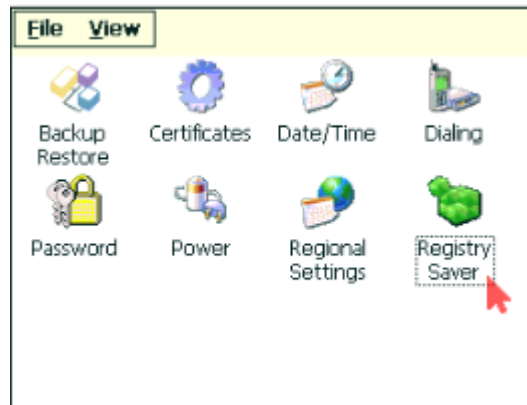 File View
Backup Restore
Certificates
Date/Time
Dialing
Password
Power
Regional Settings
Registry Saver